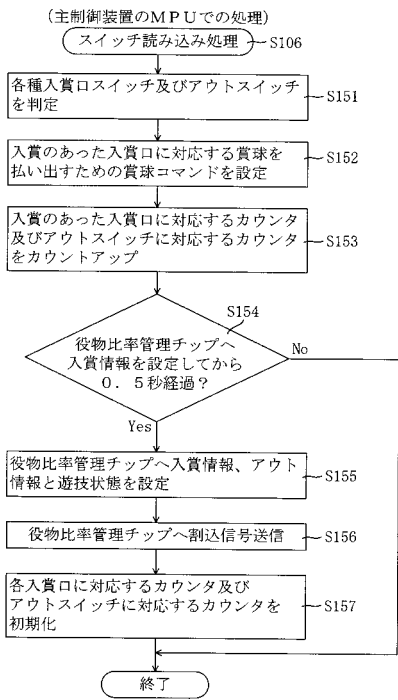 (主制御装置のMPUでの処理)
スイッチ読み込み処理
S106
各種入賞口スイッチ及びアウトスイッチ
を判定
S151
入賞のあった入賞口に対応する賞球を
払い出すための賞球コマンドを設定
S152
入賞のあった入賞口に対応するカウンタ
及びアウトスイッチに対応するカウンタ
をカウントアップ
S153
S154
役物比率管理チップへ
入賞情報を設定してから
0.5秒経過?
No
Yes
役物比率管理チップへ入賞情報、アウト
情報と遊技状態を設定
S155
役物比率管理チップへ割込信号送信
S156
各入賞口に対応するカウンタ及び
アウトスイッチに対応するカウンタを
初期化
S157
終了